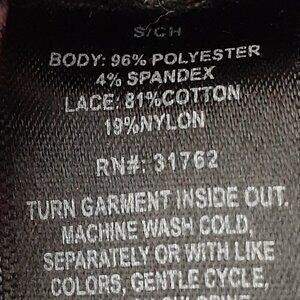 S/CH
BODY: 96% POLYESTER
4% SPANDEX
LACE: 81%COTTON
19%NYLON
RN#: 31762
TURN GARMENT INSIDE OUT.
MACHINE WASH COLD,
SEPARATELY OR WITH LIKE
COLORS, GENTLE CYCLE,